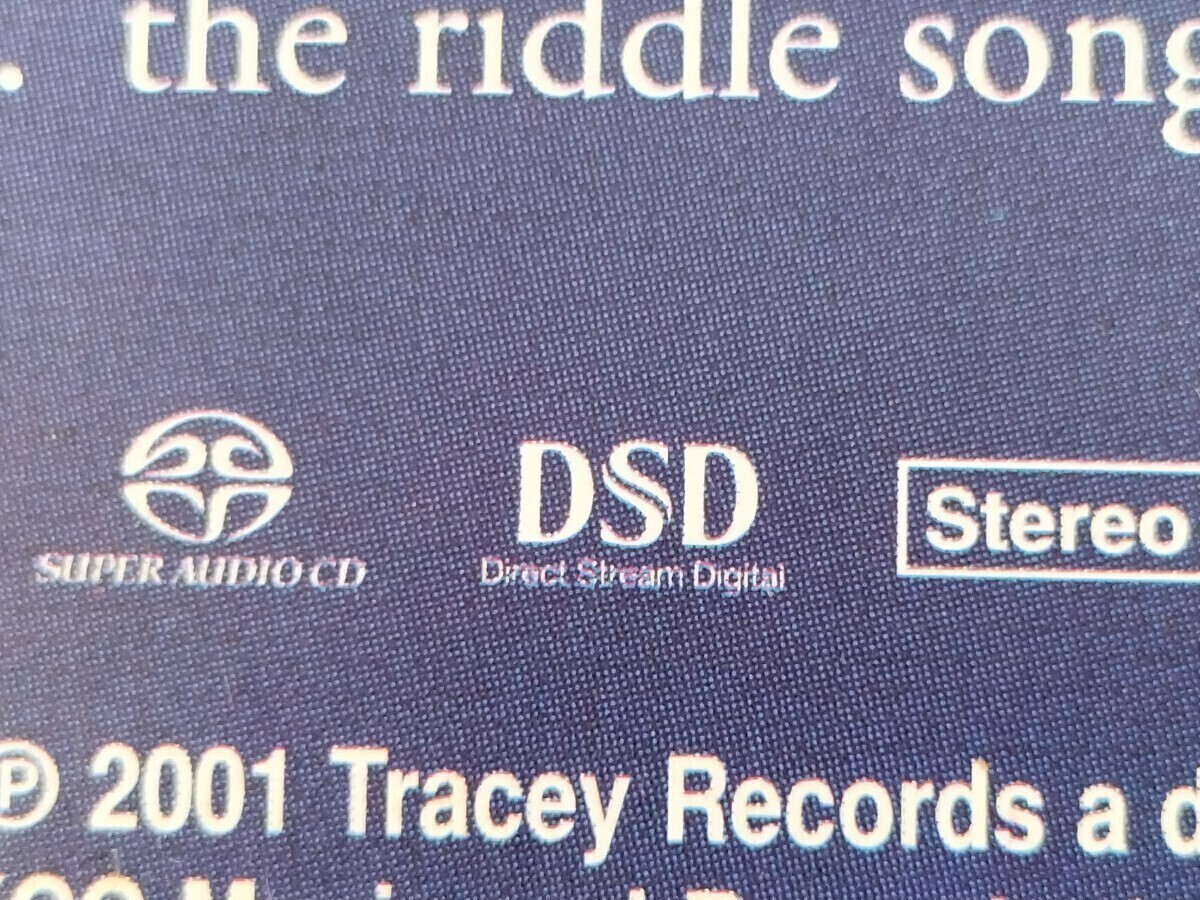 . the riddle song
SUPER AUDIO CD
DSD
Direct Stream Digital
Stereo
℗ 2001 Tracey Records a d